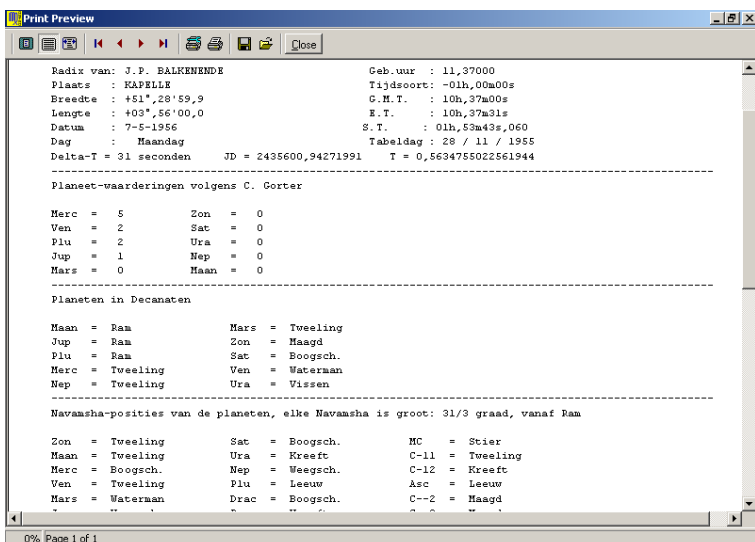 Print Preview
Close
Radix van: J.P. BALKENENDE Geb.uur : 11,37000
Plaats : KAPELLE Tijdsoort: -01h,00m00s
Breedte : +51°,28'59,9 G.M.T. : 10h,37m00s
Lengte : +03°,56'00,0 E.T. : 10h,37m31s
Datum : 7-5-1956 S.T. : 01h,53m43s,060
Dag : Maandag Tabeldag : 28 / 11 / 1955
Delta-T = 31 seconden JD = 2435600,94271991 T = 0,5634755022561944
Planeet-waarderingen volgens C. Gorter
Merc = 5 Zon = 0
Ven = 2 Sat = 0
Plu = 2 Ura = 0
Jup = 1 Nep = 0
Mars = 0 Maan = 0
Planeten in Decanaten
Maan = Ram Mars = Tweeling
Jup = Ram Zon = Maagd
Plu = Ram Sat = Boogsch.
Merc = Tweeling Ven = Waterman
Nep = Tweeling Ura = Vissen
Navamsha-posities van de planeten, elke Navamsha is groot: 31/3 graad, vanaf Ram
Zon = Tweeling Sat = Boogsch. MC = Stier
Maan = Tweeling Ura = Kreeft C-11 = Tweeling
Merc = Boogsch. Nep = Weegsch. C-12 = Kreeft
Ven = Tweeling Plu = Leeuw Asc = Leeuw
Mars = Waterman Drac = Boogsch. C--2 = Maagd
0% Page 1 of 1